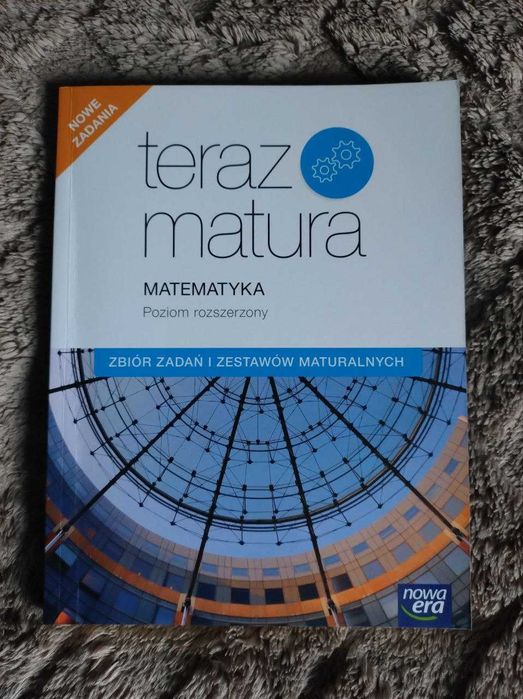 NOWE
ZADANIA
teraz
matura
MATEMATYKA
Poziom rozszerzony
ZBIÓR ZADAŃ I ZESTAWÓW MATURALNYCH
nowa
era